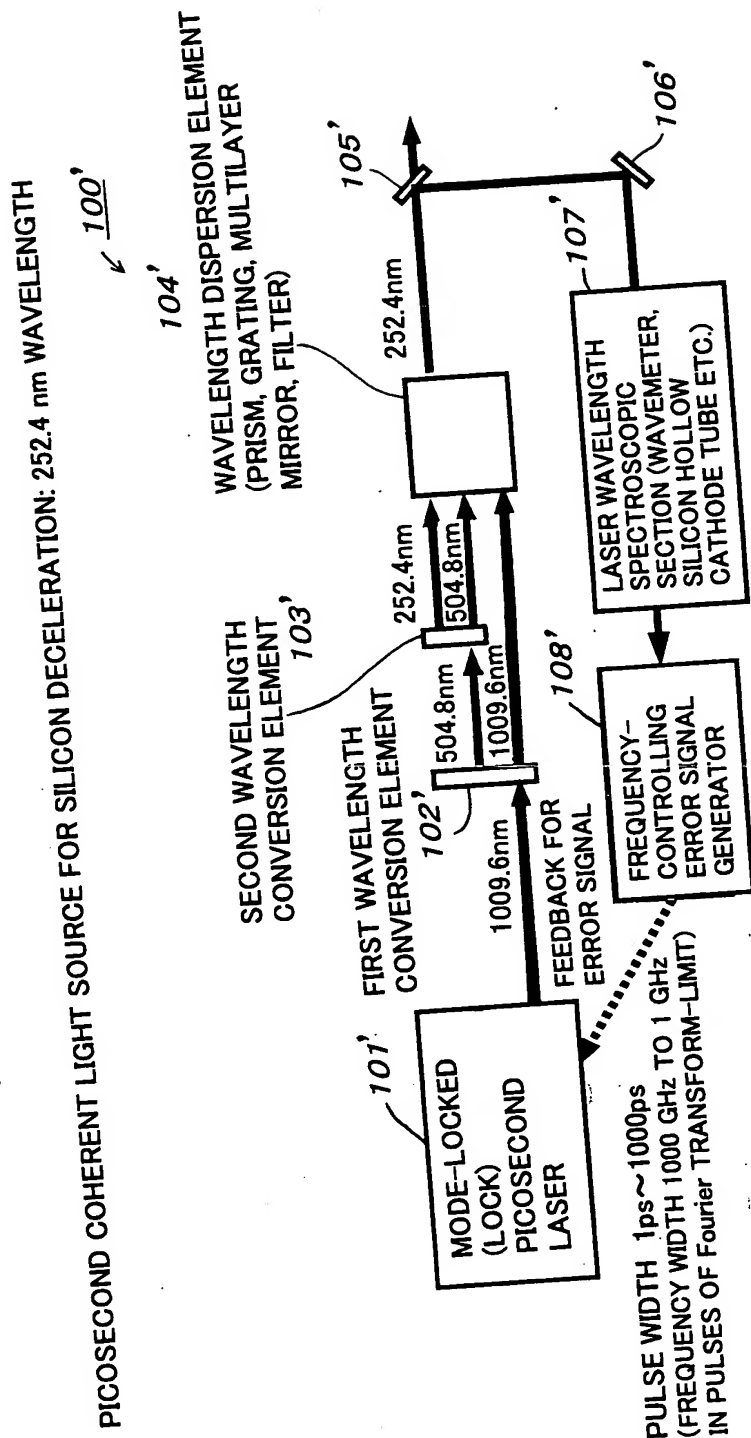 PICOSECOND COHERENT LIGHT SOURCE FOR SILICON DECELERATION: 252.4 nm WAVELENGTH
100'
104'
WAVELENGTH DISPERSION ELEMENT
(PRISM, GRATING, MULTILAYER
MIRROR, FILTER)
SECOND WAVELENGTH
CONVERSION ELEMENT
103'
FIRST WAVELENGTH
CONVERSION ELEMENT
102'
101'
MODE-LOCKED
(LOCK)
PICOSECOND
LASER
1009.6nm
504.8nm
1009.6nm
252.4nm
504.8nm
252.4nm
105'
106'
107'
LASER WAVELENGTH
SPECTROSCOPIC
SECTION (WAVEMETER,
SILICON HOLLOW
CATHODE TUBE ETC.)
108'
FREQUENCY-
CONTROLLING
ERROR SIGNAL
GENERATOR
FEEDBACK FOR
ERROR SIGNAL
PULSE WIDTH 1ps~1000ps
(FREQUENCY WIDTH 1000 GHz TO 1 GHz
IN PULSES OF Fourier TRANSFORM-LIMIT)